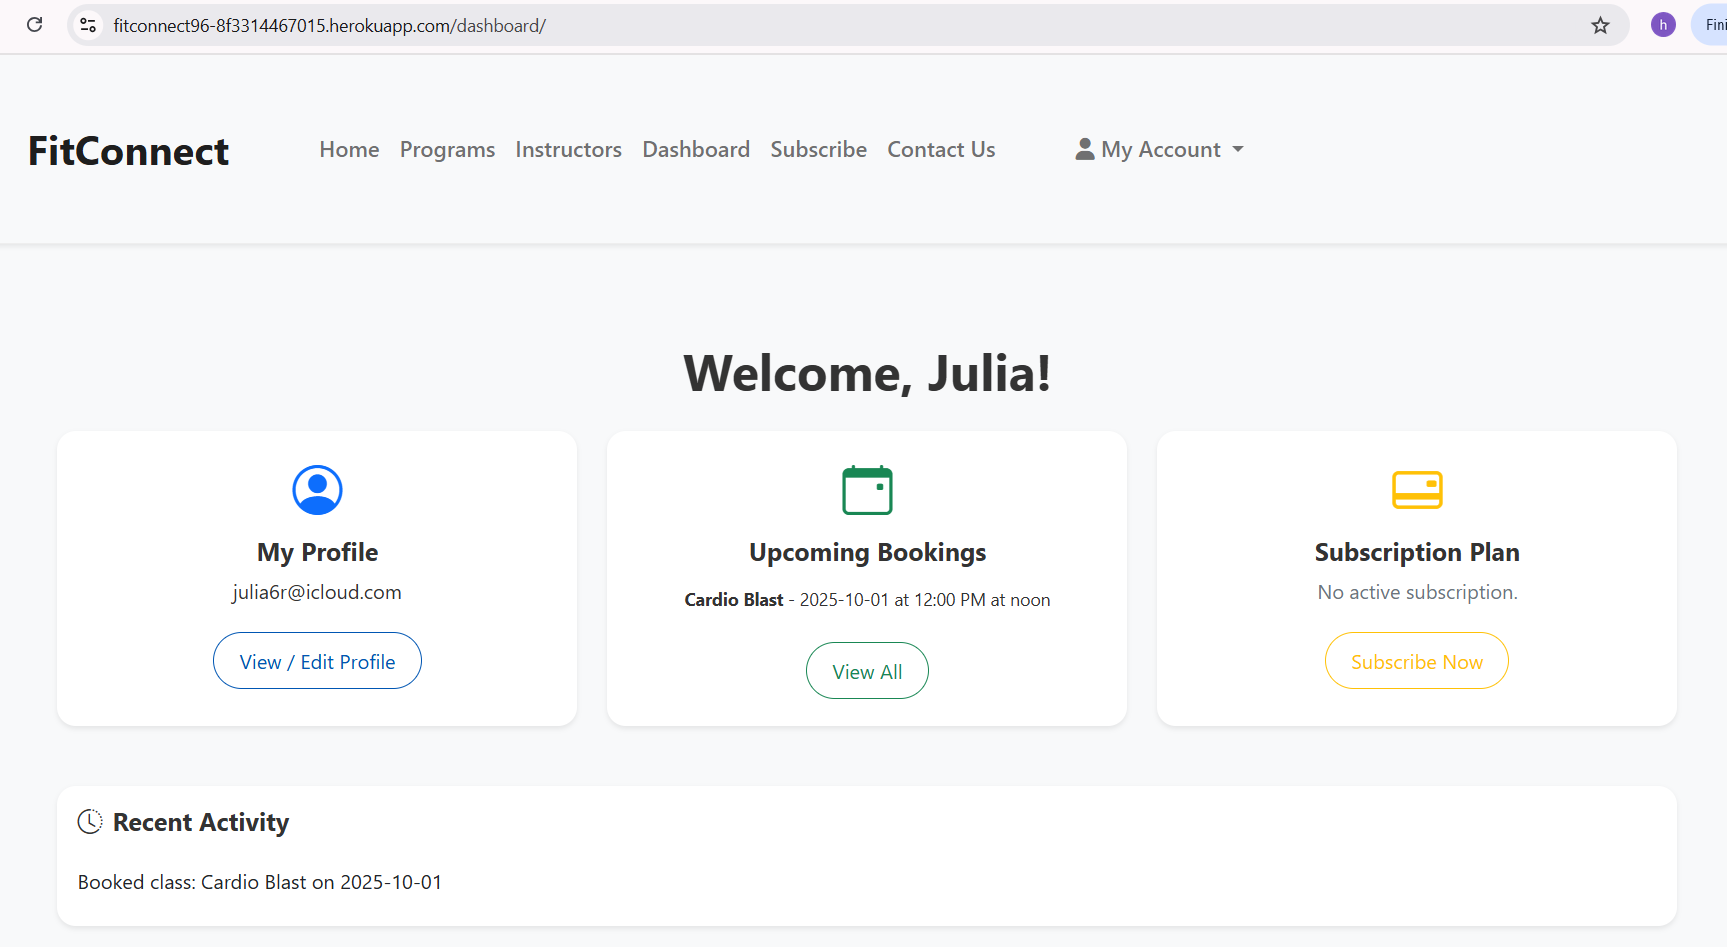 fitconnect96-8f3314467015.herokuapp.com/dashboard/
h
Fini
FitConnect
Home Programs Instructors Dashboard Subscribe Contact Us My Account
Welcome, Julia!
My Profile
julia6r@icloud.com
View / Edit Profile
Upcoming Bookings
Cardio Blast - 2025-10-01 at 12:00 PM at noon
View All
Subscription Plan
No active subscription.
Subscribe Now
Recent Activity
Booked class: Cardio Blast on 2025-10-01